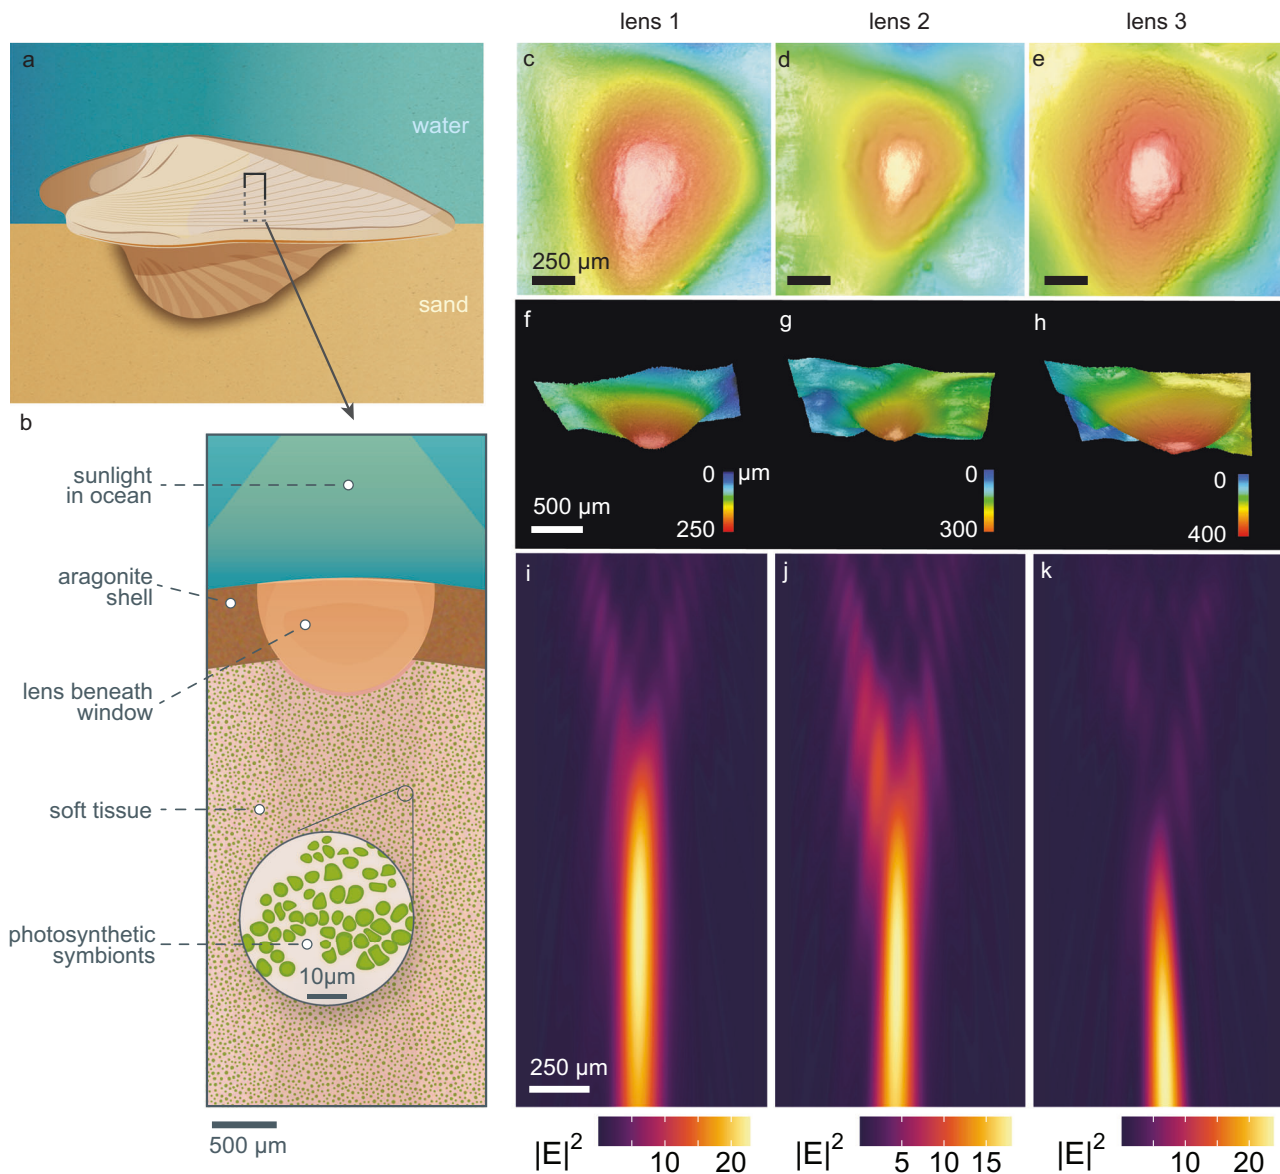 lens 1
lens 2
lens 3
a
water
sand
c
250 µm
d
e
f
g
h
0
µm
250
500 µm
0
300
0
400
b
sunlight
in ocean
aragonite
shell
lens beneath
window
soft tissue
photosynthetic
symbionts
10µm
500 µm
i
j
k
250 µm
|E|²
10
20
|E|²
5
10
15
|E|²
10
20